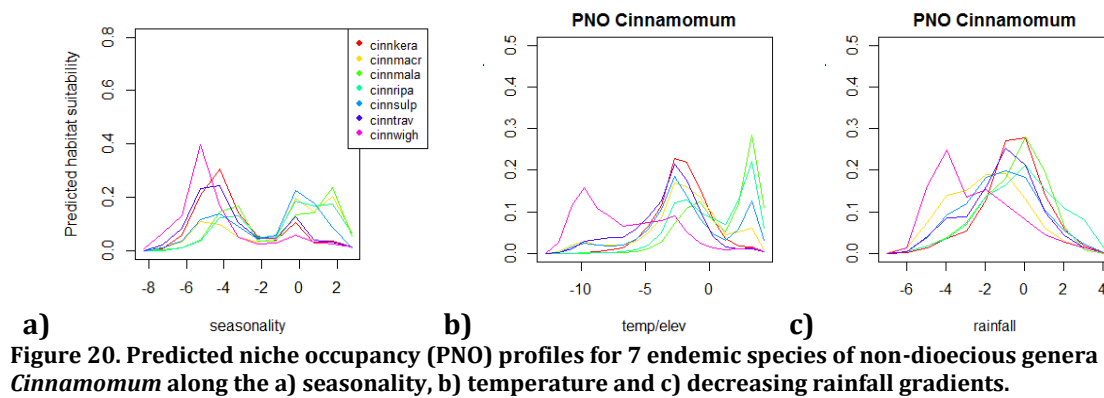 PNO Cinnamomum
PNO Cinnamomum
Predicted habitat suitability
0.8
0.6
0.4
0.2
0.0
-8
-6
-4
-2
0
2
cinnkera
cinnmacr
cinnmala
cinnripa
cinnsulp
cinntrav
cinnwigh
seasonality
a)
0.5
0.4
0.3
0.2
0.1
0.0
-10
-5
0
temp/elev
b)
0.5
0.4
0.3
0.2
0.1
0.0
-6
-4
-2
0
2
4
rainfall
c)
Figure 20. Predicted niche occupancy (PNO) profiles for 7 endemic species of non-dioecious genera
Cinnamomum along the a) seasonality, b) temperature and c) decreasing rainfall gradients.